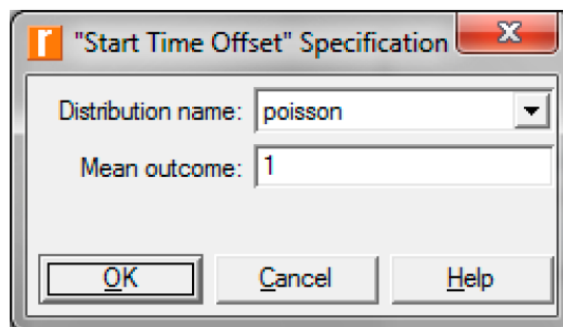 "Start Time Offset" Specification
Distribution name: poisson
Mean outcome: 1
OK Cancel Help